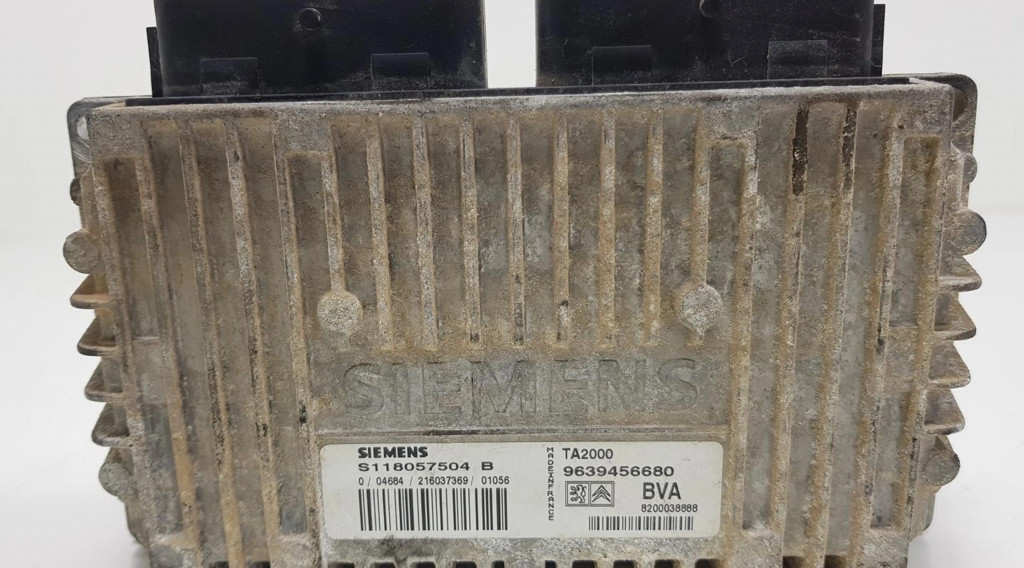 SIEMENS
SIEMENS
S118057504 B
0 / 04684 / 216037369 / 01056
MADE IN FRANCE
TA2000
9639456680
BVA
8200038888